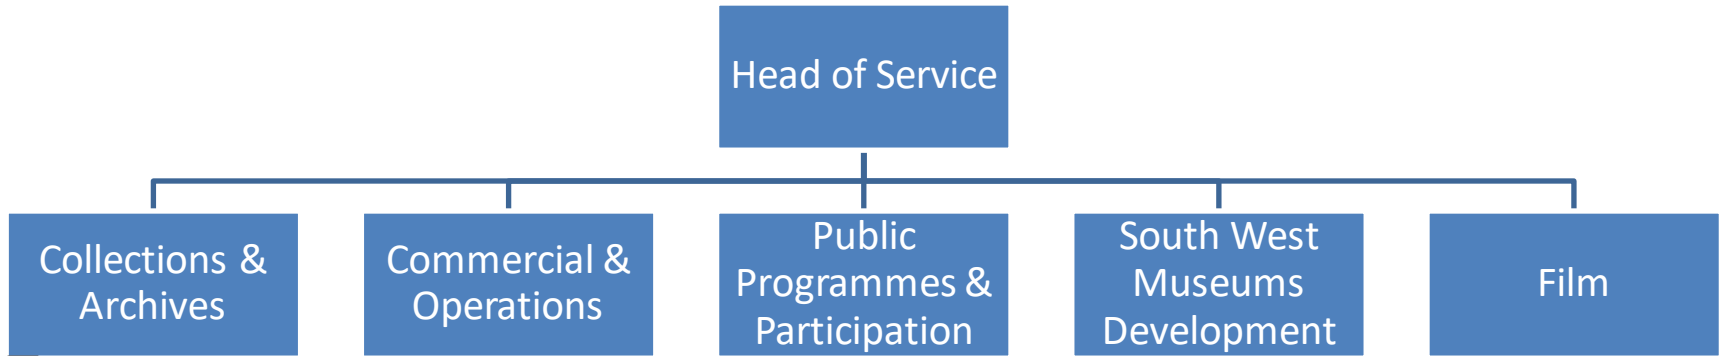 Head of Service
Collections &
Archives
Commercial &
Operations
Public
Programmes &
Participation
South West
Museums
Development
Film